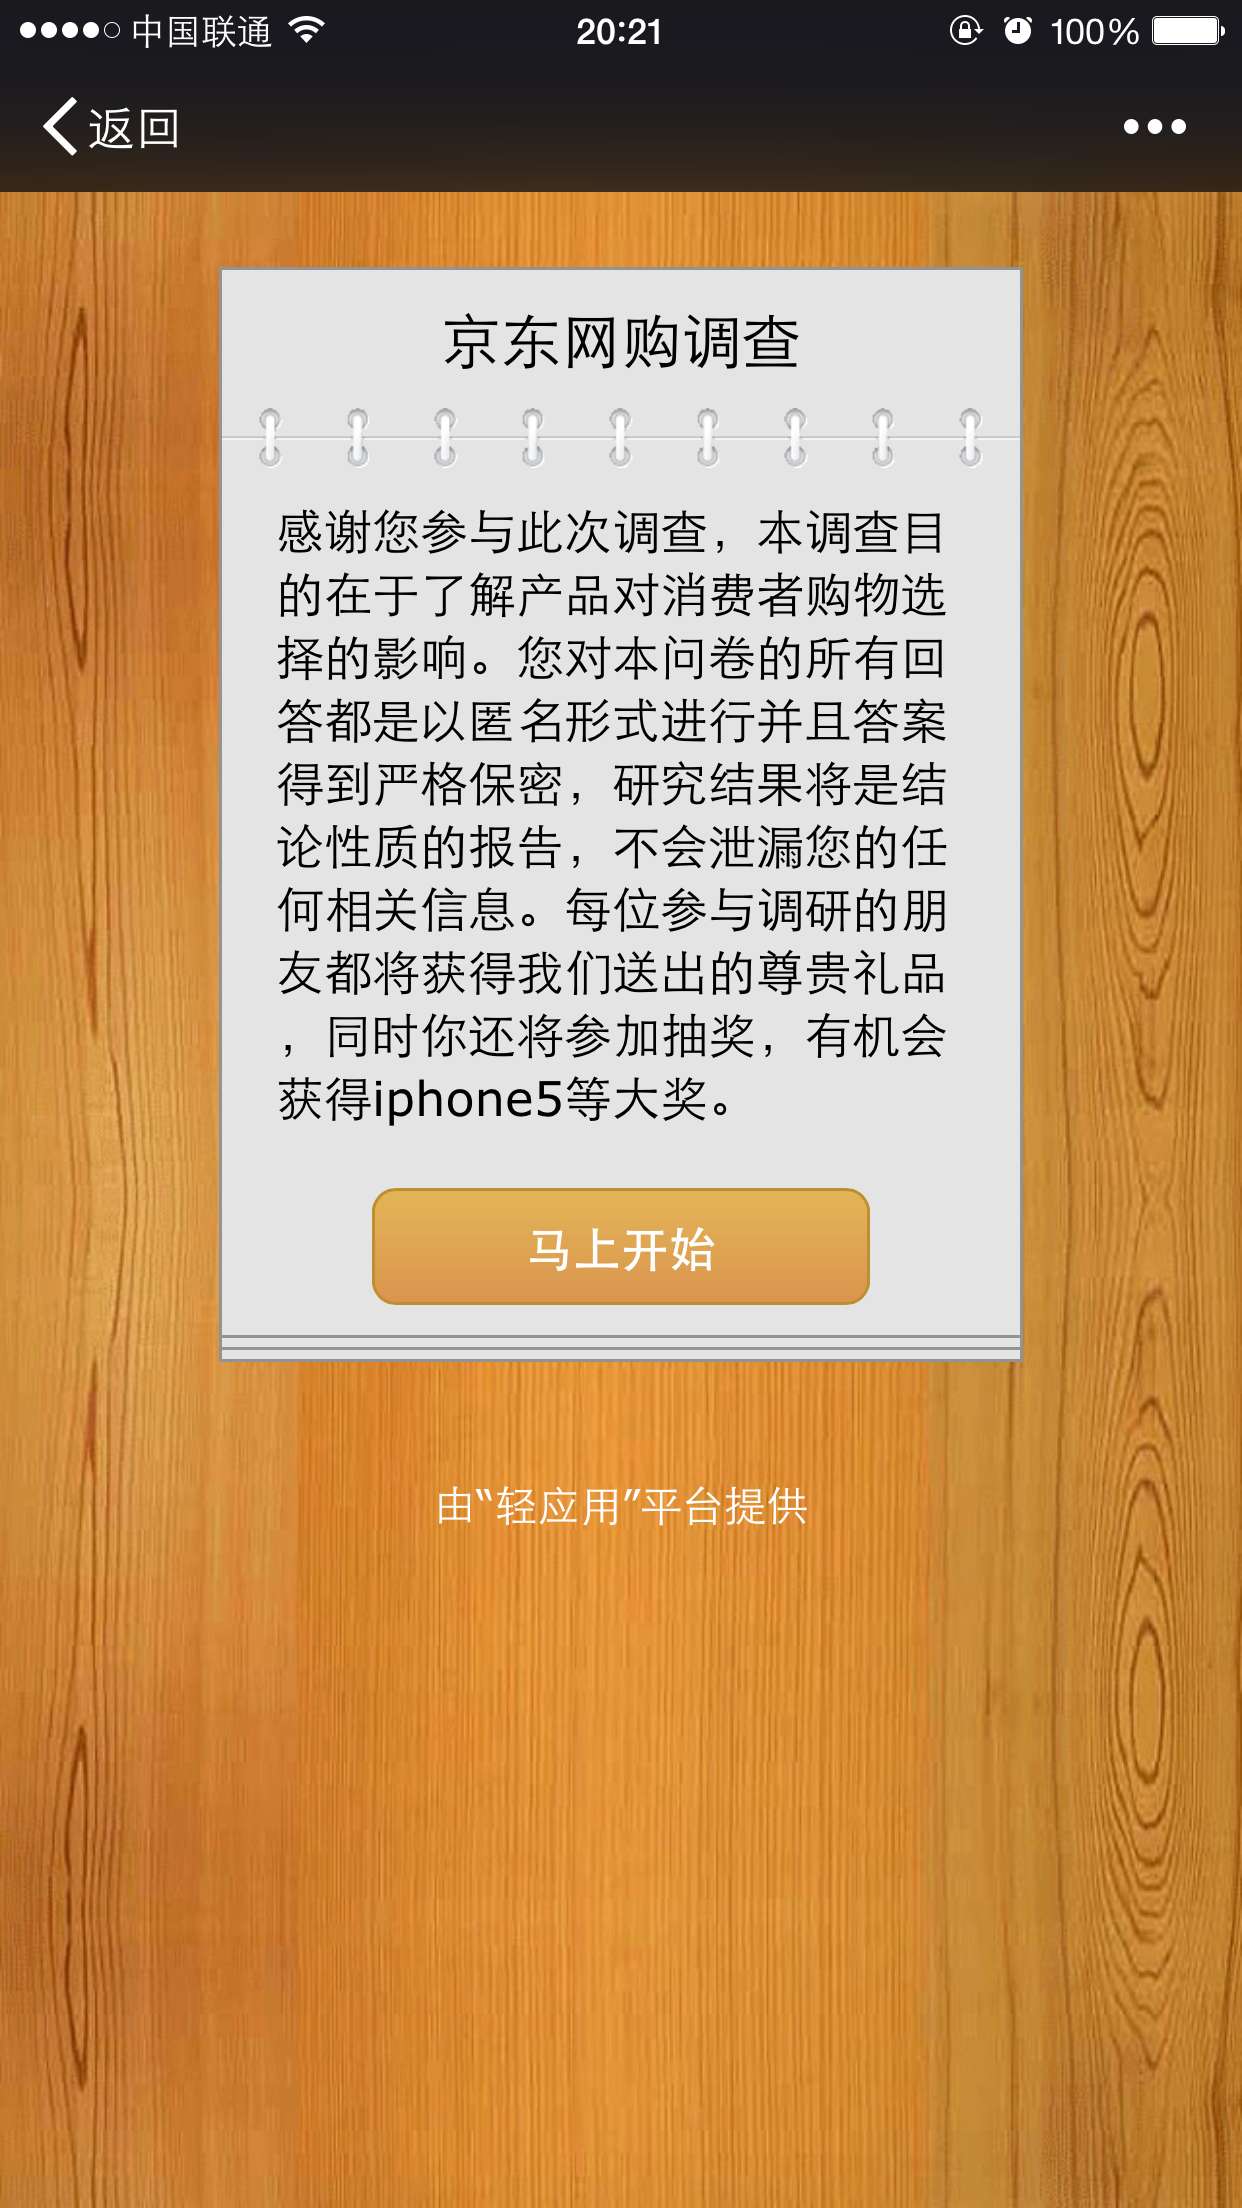 中国联通 20:21 100%
返回
京东网购调查
感谢您参与此次调查，本调查目
的在于了解产品对消费者购物选
择的影响。您对本问卷的所有回
答都是以匿名形式进行并且答案
得到严格保密，研究结果将是结
论性质的报告，不会泄漏您的任
何相关信息。每位参与调研的朋
友都将获得我们送出的尊贵礼品
，同时你还将参加抽奖，有机会
获得iphone5等大奖。
马上开始
由“轻应用”平台提供